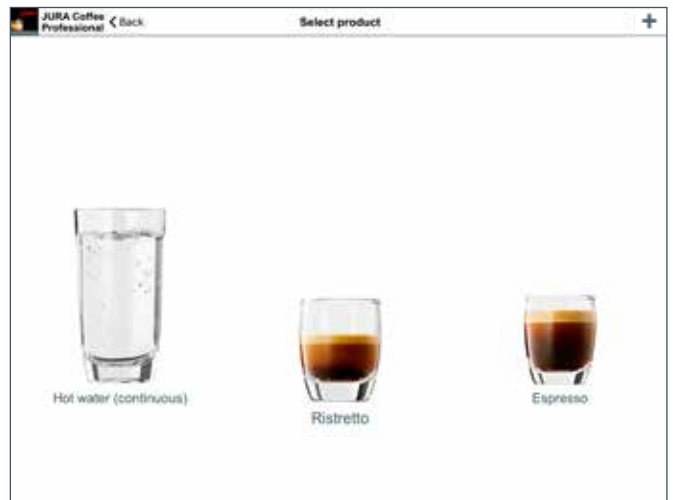 JURA Coffee
Professional
Back
Select product
Hot water (continuous)
Ristretto
Espresso